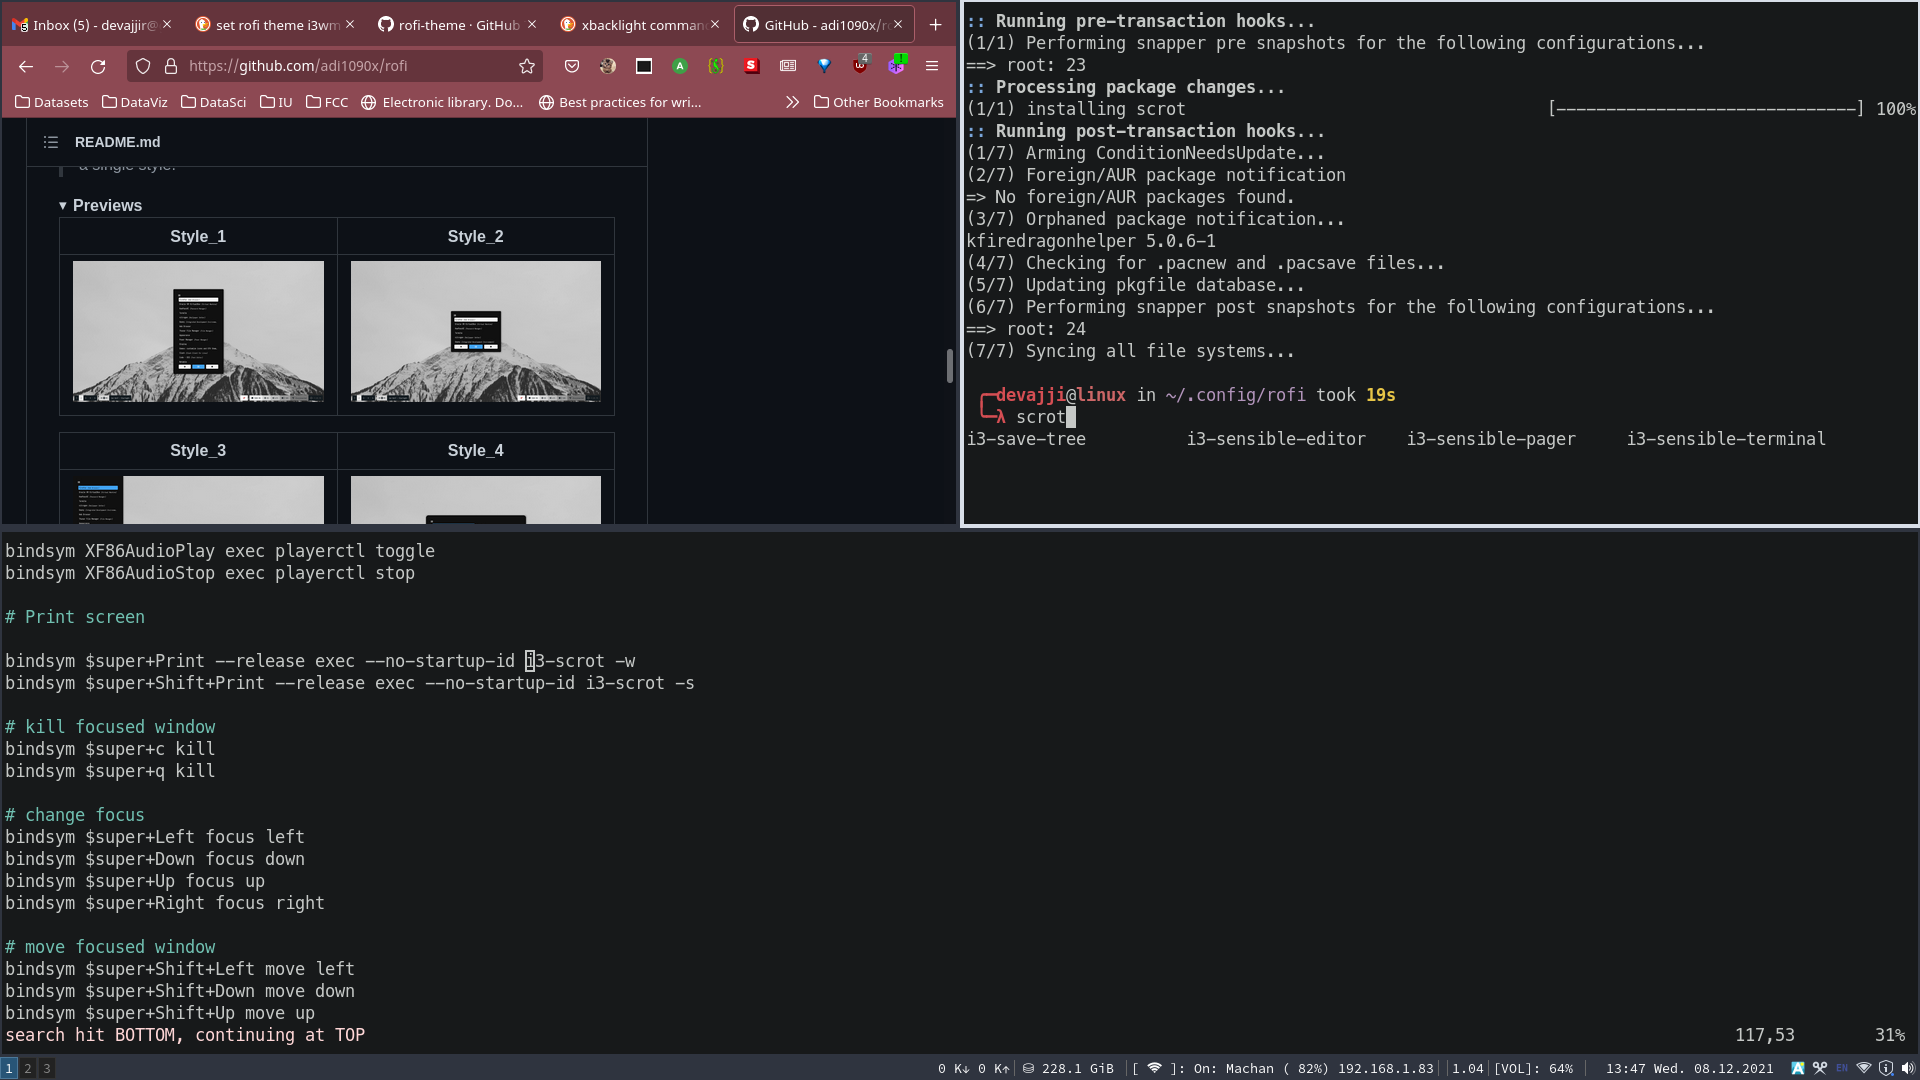 Inbox (5) - devajjir@
set rofi theme i3wm
rofi-theme · GitHub
xbacklight comman
GitHub - adi1090x/r
https://github.com/adi1090x/rofi
4
Datasets
DataViz
DataSci
IU
FCC
Electronic library. Do...
Best practices for wri...
Other Bookmarks
README.md
a single style.
▾ Previews
Style_1 Style_2
Style_3 Style_4
:: Running pre-transaction hooks...
(1/1) Performing snapper pre snapshots for the following configurations...
==> root: 23
:: Processing package changes...
(1/1) installing scrot [------------------------------] 100%
:: Running post-transaction hooks...
(1/7) Arming ConditionNeedsUpdate...
(2/7) Foreign/AUR package notification
=> No foreign/AUR packages found.
(3/7) Orphaned package notification...
kfiredragonhelper 5.0.6-1
(4/7) Checking for .pacnew and .pacsave files...
(5/7) Updating pkgfile database...
(6/7) Performing snapper post snapshots for the following configurations...
==> root: 24
(7/7) Syncing all file systems...
devajji@linux in ~/.config/rofi took 19s
λ scrot
i3-save-tree i3-sensible-editor i3-sensible-pager i3-sensible-terminal
bindsym XF86AudioPlay exec playerctl toggle
bindsym XF86AudioStop exec playerctl stop
# Print screen
bindsym $super+Print --release exec --no-startup-id i3-scrot -w
bindsym $super+Shift+Print --release exec --no-startup-id i3-scrot -s
# kill focused window
bindsym $super+c kill
bindsym $super+q kill
# change focus
bindsym $super+Left focus left
bindsym $super+Down focus down
bindsym $super+Up focus up
bindsym $super+Right focus right
# move focused window
bindsym $super+Shift+Left move left
bindsym $super+Shift+Down move down
bindsym $super+Shift+Up move up
search hit BOTTOM, continuing at TOP 117,53 31%
1 2 3 0 K↓ 0 K↑ 228.1 GiB [ ]: On: Machan ( 82%) 192.168.1.83 1.04 [VOL]: 64% 13:47 Wed. 08.12.2021 EN